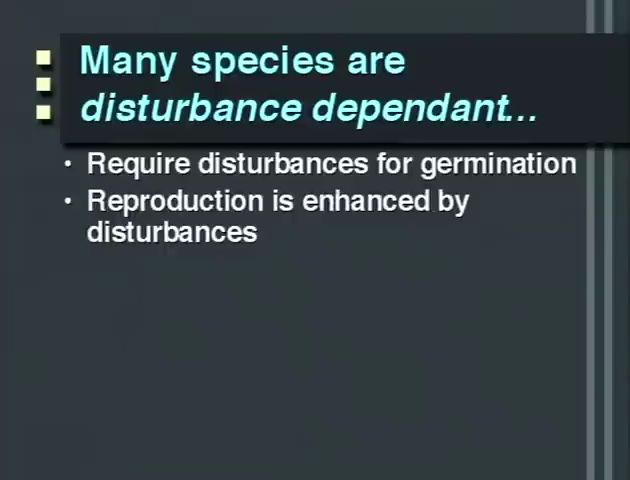 Many species are
disturbance dependant...
• Require disturbances for germination
• Reproduction is enhanced by
disturbances